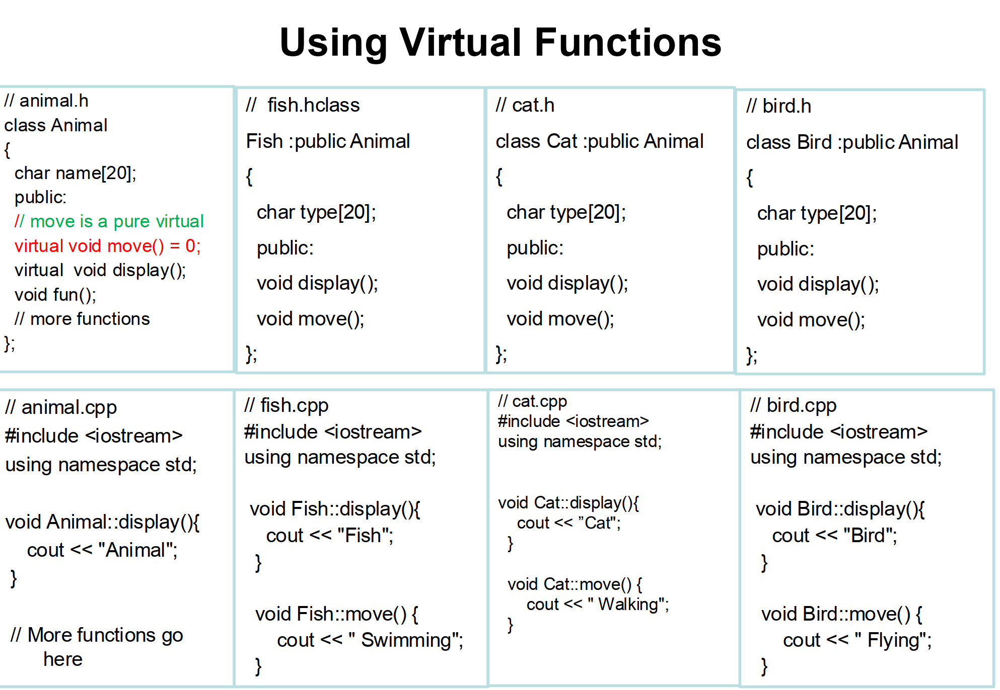 Using Virtual Functions
// animal.h
class Animal
{
char name[20];
public:
// move is a pure virtual
virtual void move() = 0;
virtual  void display();
void fun();
// more functions
};
//  fish.hclass
Fish :public Animal
{
char type[20];
public:
void display();
void move();
};
// cat.h
class Cat :public Animal
{
char type[20];
public:
void display();
void move();
};
// bird.h
class Bird :public Animal
{
char type[20];
public:
void display();
void move();
};
// animal.cpp
#include <iostream>
using namespace std;
void Animal::display(){
cout << "Animal";
}
// More functions go
here
// fish.cpp
#include <iostream>
using namespace std;
void Fish::display(){
cout << "Fish";
}
void Fish::move() {
cout << " Swimming";
}
// cat.cpp
#include <iostream>
using namespace std;
void Cat::display(){
cout << ”Cat";
}
void Cat::move() {
cout << " Walking";
}
// bird.cpp
#include <iostream>
using namespace std;
void Bird::display(){
cout << "Bird";
}
void Bird::move() {
cout << " Flying";
}